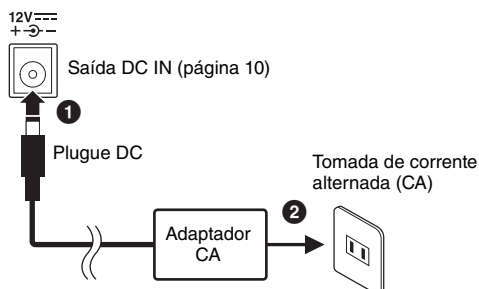 12V
+ -
Saída DC IN (página 10)
1
Plugue DC
Tomada de corrente
alternada (CA)
2
Adaptador
CA